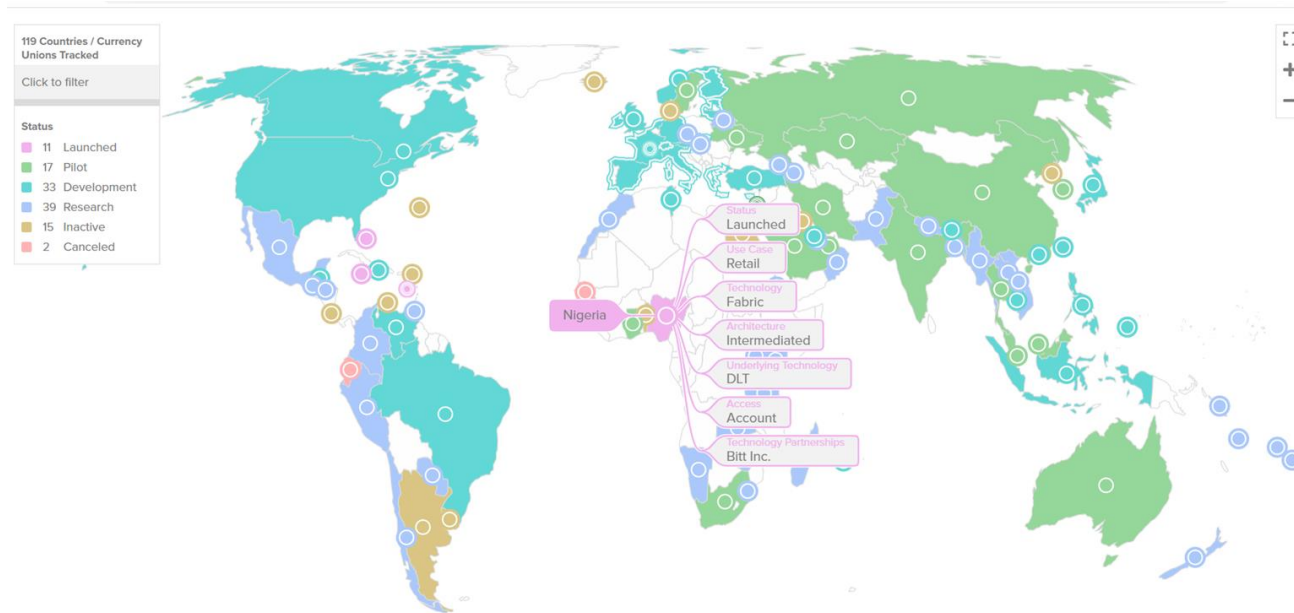 119 Countries / Currency
Unions Tracked
Click to filter
Status
11 Launched
17 Pilot
33 Development
39 Research
15 Inactive
2 Canceled
Nigeria
Status
Launched
Use Case
Retail
Technology
Fabric
Architecture
Intermediated
Underlying Technology
DLT
Access
Account
Technology Partnerships
Bitt Inc.
+
−